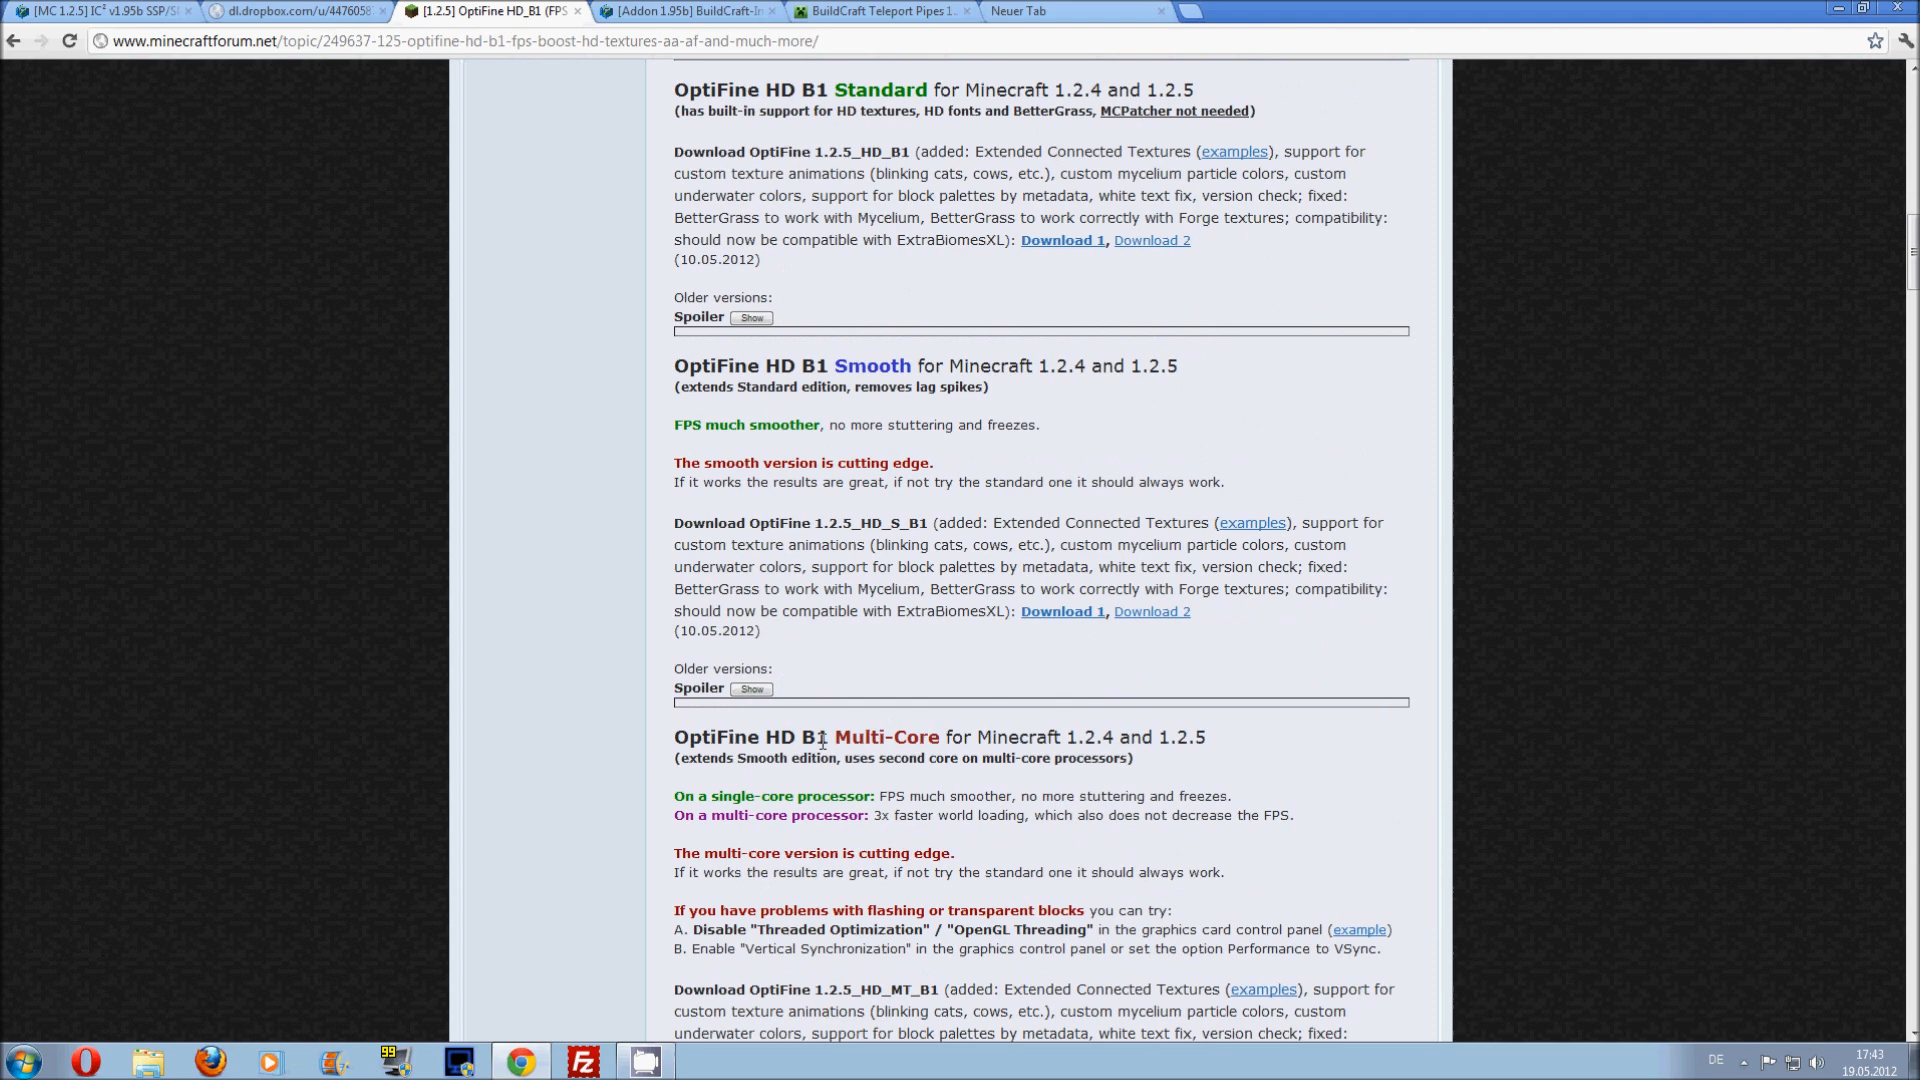 [MC 1.2.5] IC² v1.95b SSP/S
dl.dropbox.com/u/4476058
[1.2.5] OptiFine HD_B1 (FPS
[Addon 1.95b] BuildCraft-In
BuildCraft Teleport Pipes 1.
Neuer Tab
www.minecraftforum.net/topic/249637-125-optifine-hd-b1-fps-boost-hd-textures-aa-af-and-much-more/
OptiFine HD B1 Standard for Minecraft 1.2.4 and 1.2.5
(has built-in support for HD textures, HD fonts and BetterGrass, MCPatcher not needed)
Download OptiFine 1.2.5_HD_B1 (added: Extended Connected Textures (examples), support for
custom texture animations (blinking cats, cows, etc.), custom mycelium particle colors, custom
underwater colors, support for block palettes by metadata, white text fix, version check; fixed:
BetterGrass to work with Mycelium, BetterGrass to work correctly with Forge textures; compatibility:
should now be compatible with ExtraBiomesXL): Download 1, Download 2
(10.05.2012)
Older versions:
Spoiler Show
OptiFine HD B1 Smooth for Minecraft 1.2.4 and 1.2.5
(extends Standard edition, removes lag spikes)
FPS much smoother, no more stuttering and freezes.
The smooth version is cutting edge.
If it works the results are great, if not try the standard one it should always work.
Download OptiFine 1.2.5_HD_S_B1 (added: Extended Connected Textures (examples), support for
custom texture animations (blinking cats, cows, etc.), custom mycelium particle colors, custom
underwater colors, support for block palettes by metadata, white text fix, version check; fixed:
BetterGrass to work with Mycelium, BetterGrass to work correctly with Forge textures; compatibility:
should now be compatible with ExtraBiomesXL): Download 1, Download 2
(10.05.2012)
Older versions:
Spoiler Show
OptiFine HD B1 Multi-Core for Minecraft 1.2.4 and 1.2.5
(extends Smooth edition, uses second core on multi-core processors)
On a single-core processor: FPS much smoother, no more stuttering and freezes.
On a multi-core processor: 3x faster world loading, which also does not decrease the FPS.
The multi-core version is cutting edge.
If it works the results are great, if not try the standard one it should always work.
If you have problems with flashing or transparent blocks you can try:
A. Disable "Threaded Optimization" / "OpenGL Threading" in the graphics card control panel (example)
B. Enable "Vertical Synchronization" in the graphics control panel or set the option Performance to VSync.
Download OptiFine 1.2.5_HD_MT_B1 (added: Extended Connected Textures (examples), support for
custom texture animations (blinking cats, cows, etc.), custom mycelium particle colors, custom
underwater colors, support for block palettes by metadata, white text fix, version check; fixed:
99
Fz
DE
17:43
19.05.2012